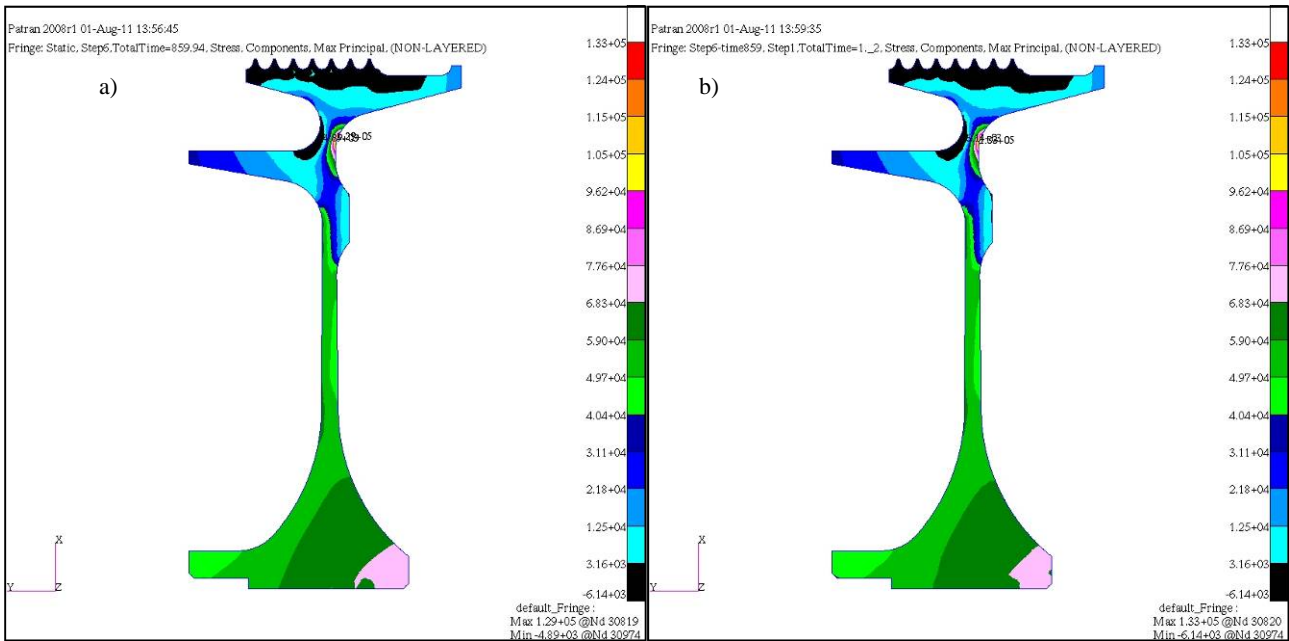 Patran 2008r1 01-Aug-11 13:56:45
Fringe: Static, Step6,TotalTime=859.94, Stress, Components, Max Principal, (NON-LAYERED)
a)
1.33+05
1.24+05
1.15+05
1.05+05
9.62+04
8.69+04
7.76+04
6.83+04
5.90+04
4.97+04
4.04+04
3.11+04
2.18+04
1.25+04
3.16+03
-6.14+03
X
Y
Z
default_Fringe :
Max 1.29+05 @Nd 30819
Min -4.89+03 @Nd 30974
Patran 2008r1 01-Aug-11 13:59:35
Fringe: Step6-time859, Step1,TotalTime=1._2, Stress, Components, Max Principal, (NON-LAYERED)
b)
1.33+05
1.24+05
1.15+05
1.05+05
9.62+04
8.69+04
7.76+04
6.83+04
5.90+04
4.97+04
4.04+04
3.11+04
2.18+04
1.25+04
3.16+03
-6.14+03
X
Y
Z
default_Fringe :
Max 1.33+05 @Nd 30820
Min -6.14+03 @Nd 30974